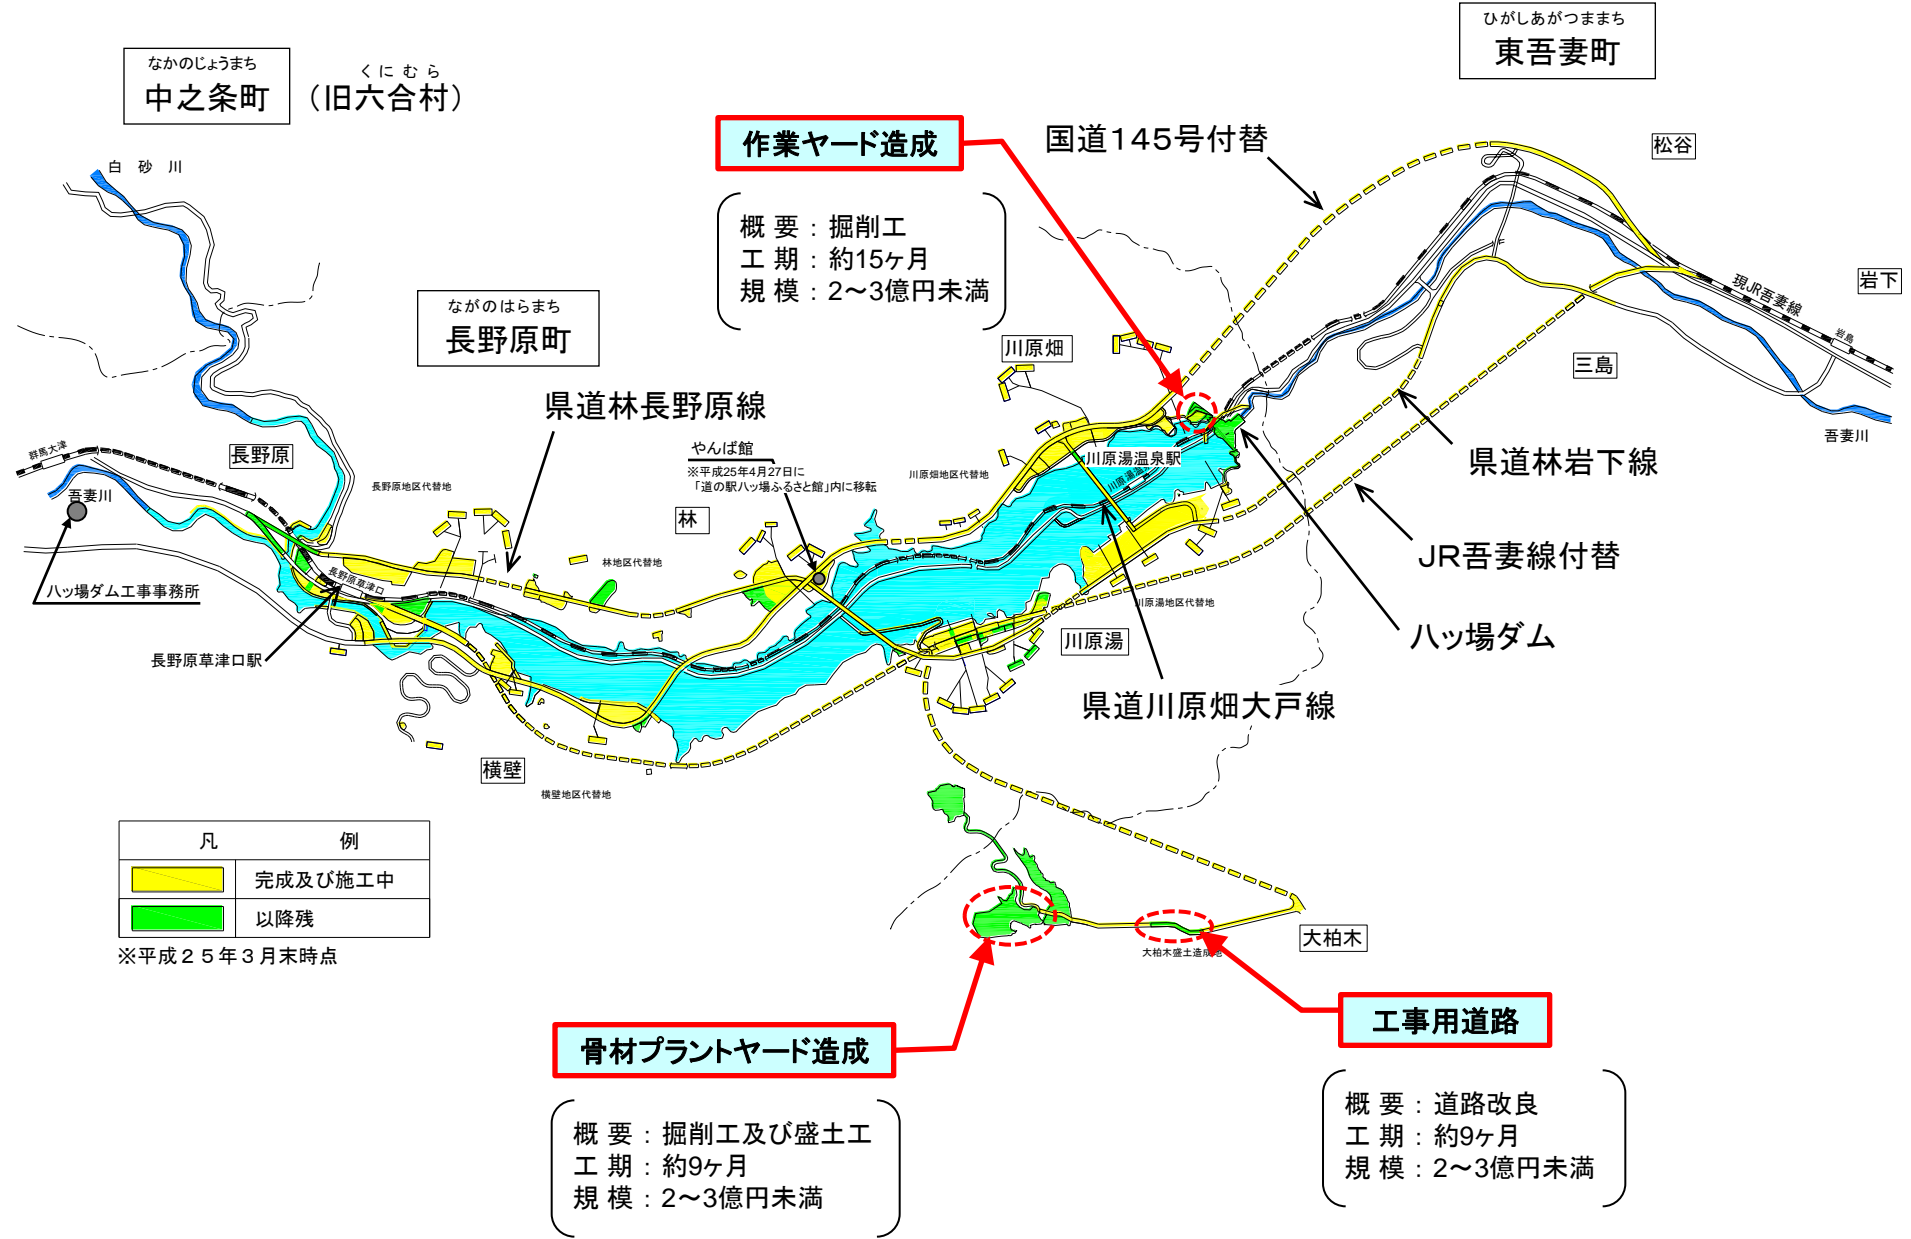 ひがしあがつままち
東吾妻町
なかのじょうまち
中之条町
くにむら
（旧六合村）
作業ヤード造成
国道145号付替
松谷
白 砂 川
概 要 : 掘削工
工 期 : 約15ヶ月
規 模 : 2～3億円未満
岩下
現JR吾妻線
岩島
ながのはらまち
長野原町
川原畑
三島
県道林長野原線
吾妻川
群馬大津
長野原
やんば館
※平成25年4月27日に
「道の駅八ッ場ふるさと館」内に移転
川原湯温泉駅
川原湯温
県道林岩下線
長野原地区代替地
川原畑地区代替地
吾妻川
林
JR吾妻線付替
林地区代替地
長野原草津口
八ッ場ダム工事事務所
川原湯地区代替地
川原湯
八ッ場ダム
長野原草津口駅
県道川原畑大戸線
横壁
横壁地区代替地
凡 例
完成及び施工中
以降残
※平成２５年３月末時点
大柏木
大柏木盛土造成地
工事用道路
骨材プラントヤード造成
概 要 : 道路改良
工 期 : 約9ヶ月
規 模 : 2～3億円未満
概 要 : 掘削工及び盛土工
工 期 : 約9ヶ月
規 模 : 2～3億円未満